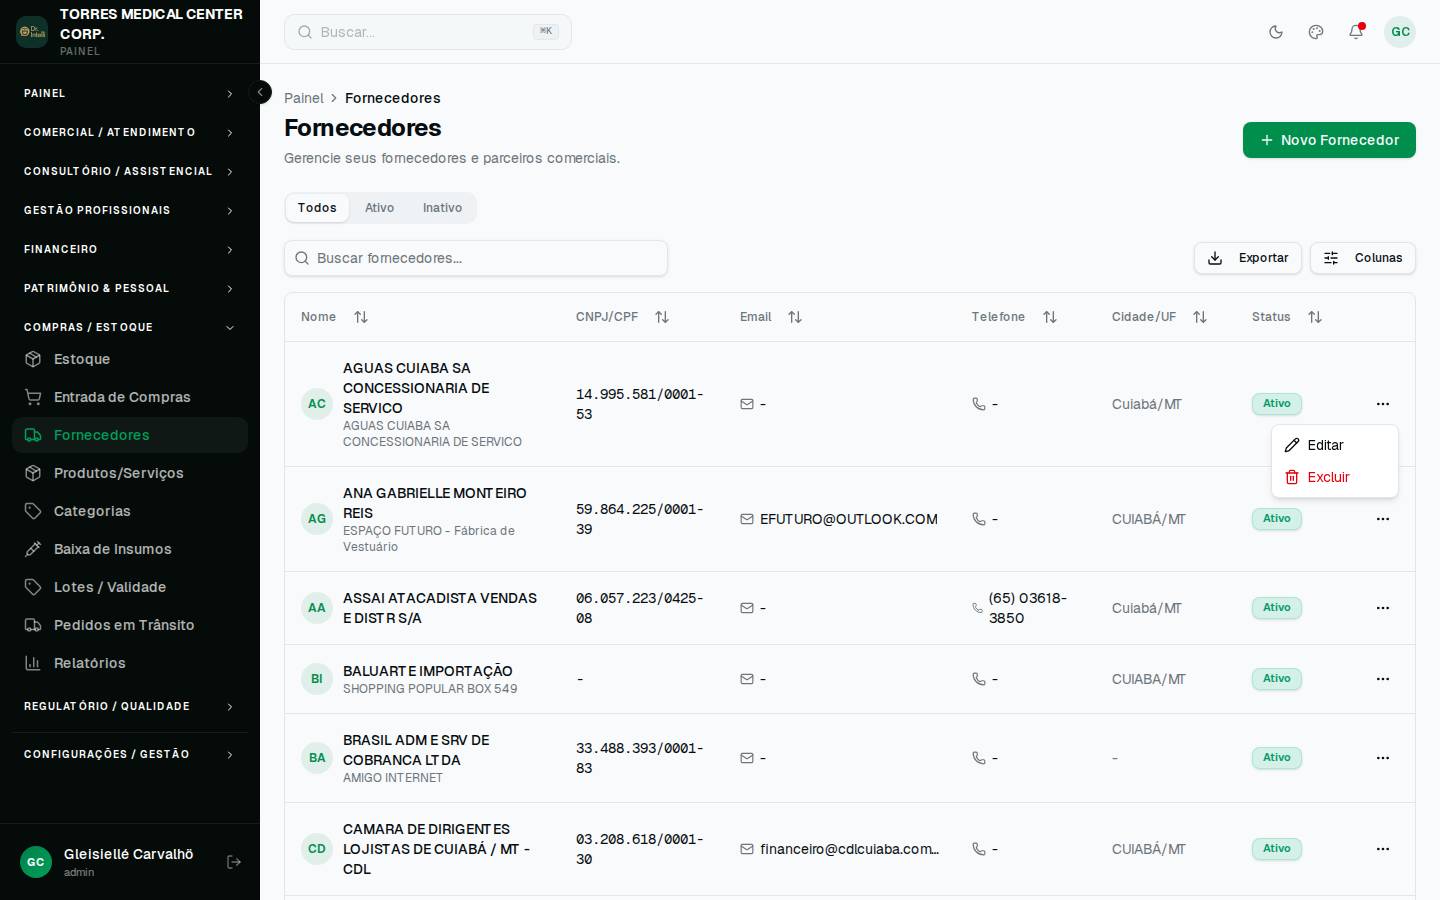 TORRES MEDICAL CENTER
CORP.
PAINEL
Buscar...
⌘K
GC
PAINEL
COMERCIAL / ATENDIMENTO
CONSULTÓRIO / ASSISTENCIAL
GESTÃO PROFISSIONAIS
FINANCEIRO
PATRIMÔNIO & PESSOAL
COMPRAS / ESTOQUE
Estoque
Entrada de Compras
Fornecedores
Produtos/Serviços
Categorias
Baixa de Insumos
Lotes / Validade
Pedidos em Trânsito
Relatórios
REGULATÓRIO / QUALIDADE
CONFIGURAÇÕES / GESTÃO
GC
Gleisiellé Carvalhö
admin
Painel > Fornecedores
Fornecedores
Gerencie seus fornecedores e parceiros comerciais.
+ Novo Fornecedor
Todos Ativo Inativo
Buscar fornecedores...
Exportar
Colunas
Nome CNPJ/CPF Email Telefone Cidade/UF Status
AC
AGUAS CUIABA SA
CONCESSIONARIA DE
SERVICO
AGUAS CUIABA SA
CONCESSIONARIA DE SERVICO
14.995.581/0001-
53
-
-
Cuiabá/MT
Ativo
Editar
Excluir
AG
ANA GABRIELLE MONTEIRO
REIS
ESPAÇO FUTURO - Fábrica de
Vestuário
59.864.225/0001-
39
EFUTURO@OUTLOOK.COM
-
CUIABÁ/MT
Ativo
AA
ASSAI ATACADISTA VENDAS
E DISTR S/A
06.057.223/0425-
08
-
(65) 03618-
3850
Cuiabá/MT
Ativo
BI
BALUARTE IMPORTAÇÃO
SHOPPING POPULAR BOX 549
-
-
-
CUIABA/MT
Ativo
BA
BRASIL ADM E SRV DE
COBRANCA LTDA
AMIGO INTERNET
33.488.393/0001-
83
-
-
-
Ativo
CD
CAMARA DE DIRIGENTES
LOJISTAS DE CUIABÁ / MT -
CDL
03.208.618/0001-
30
financeiro@cdlcuiaba.com...
-
CUIABÁ/MT
Ativo